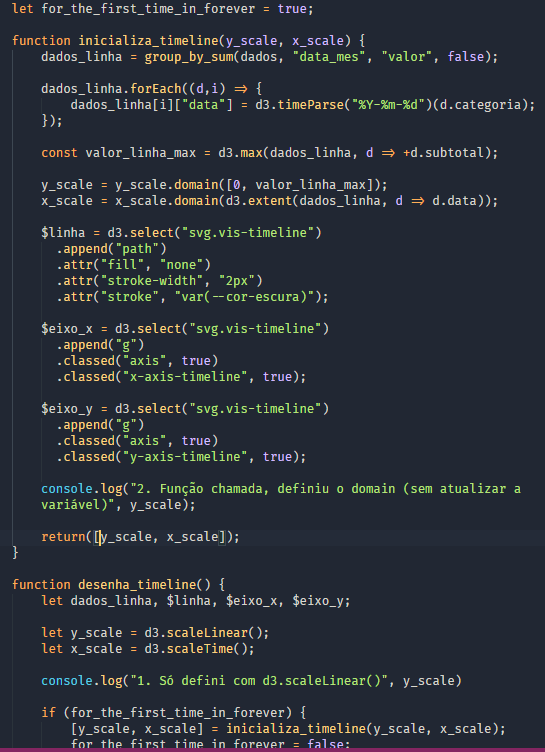 let for_the_first_time_in_forever = true;
function inicializa_timeline(y_scale, x_scale) {
dados_linha = group_by_sum(dados, "data_mes", "valor", false);
dados_linha.forEach((d,i) => {
dados_linha[i]["data"] = d3.timeParse("%Y-%m-%d")(d.categoria);
});
const valor_linha_max = d3.max(dados_linha, d => +d.subtotal);
y_scale = y_scale.domain([0, valor_linha_max]);
x_scale = x_scale.domain(d3.extent(dados_linha, d => d.data));
$linha = d3.select("svg.vis-timeline")
.append("path")
.attr("fill", "none")
.attr("stroke-width", "2px")
.attr("stroke", "var(--cor-escura)");
$eixo_x = d3.select("svg.vis-timeline")
.append("g")
.classed("axis", true)
.classed("x-axis-timeline", true);
$eixo_y = d3.select("svg.vis-timeline")
.append("g")
.classed("axis", true)
.classed("y-axis-timeline", true);
console.log("2. Função chamada, definiu o domain (sem atualizar a
variável)", y_scale);
return([y_scale, x_scale]);
}
function desenha_timeline() {
let dados_linha, $linha, $eixo_x, $eixo_y;
let y_scale = d3.scaleLinear();
let x_scale = d3.scaleTime();
console.log("1. Só defini com d3.scaleLinear()", y_scale)
if (for_the_first_time_in_forever) {
[y_scale, x_scale] = inicializa_timeline(y_scale, x_scale);
for_the_first_time_in_forever = false;